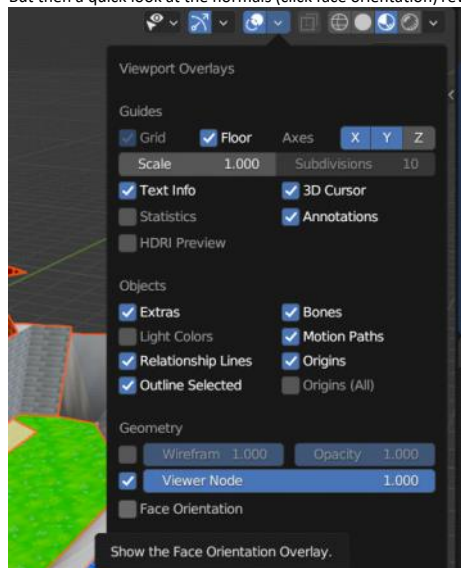 But then a quick look at the normals (click face orientation)
Viewport Overlays
Guides
Grid Floor Axes X Y Z
Scale 1.000 Subdivisions 10
Text Info 3D Cursor
Statistics Annotations
HDRI Preview
Objects
Extras Bones
Light Colors Motion Paths
Relationship Lines Origins
Outline Selected Origins (All)
Geometry
Wirefram 1.000 Opacity 1.000
Viewer Node 1.000
Face Orientation
Show the Face Orientation Overlay.